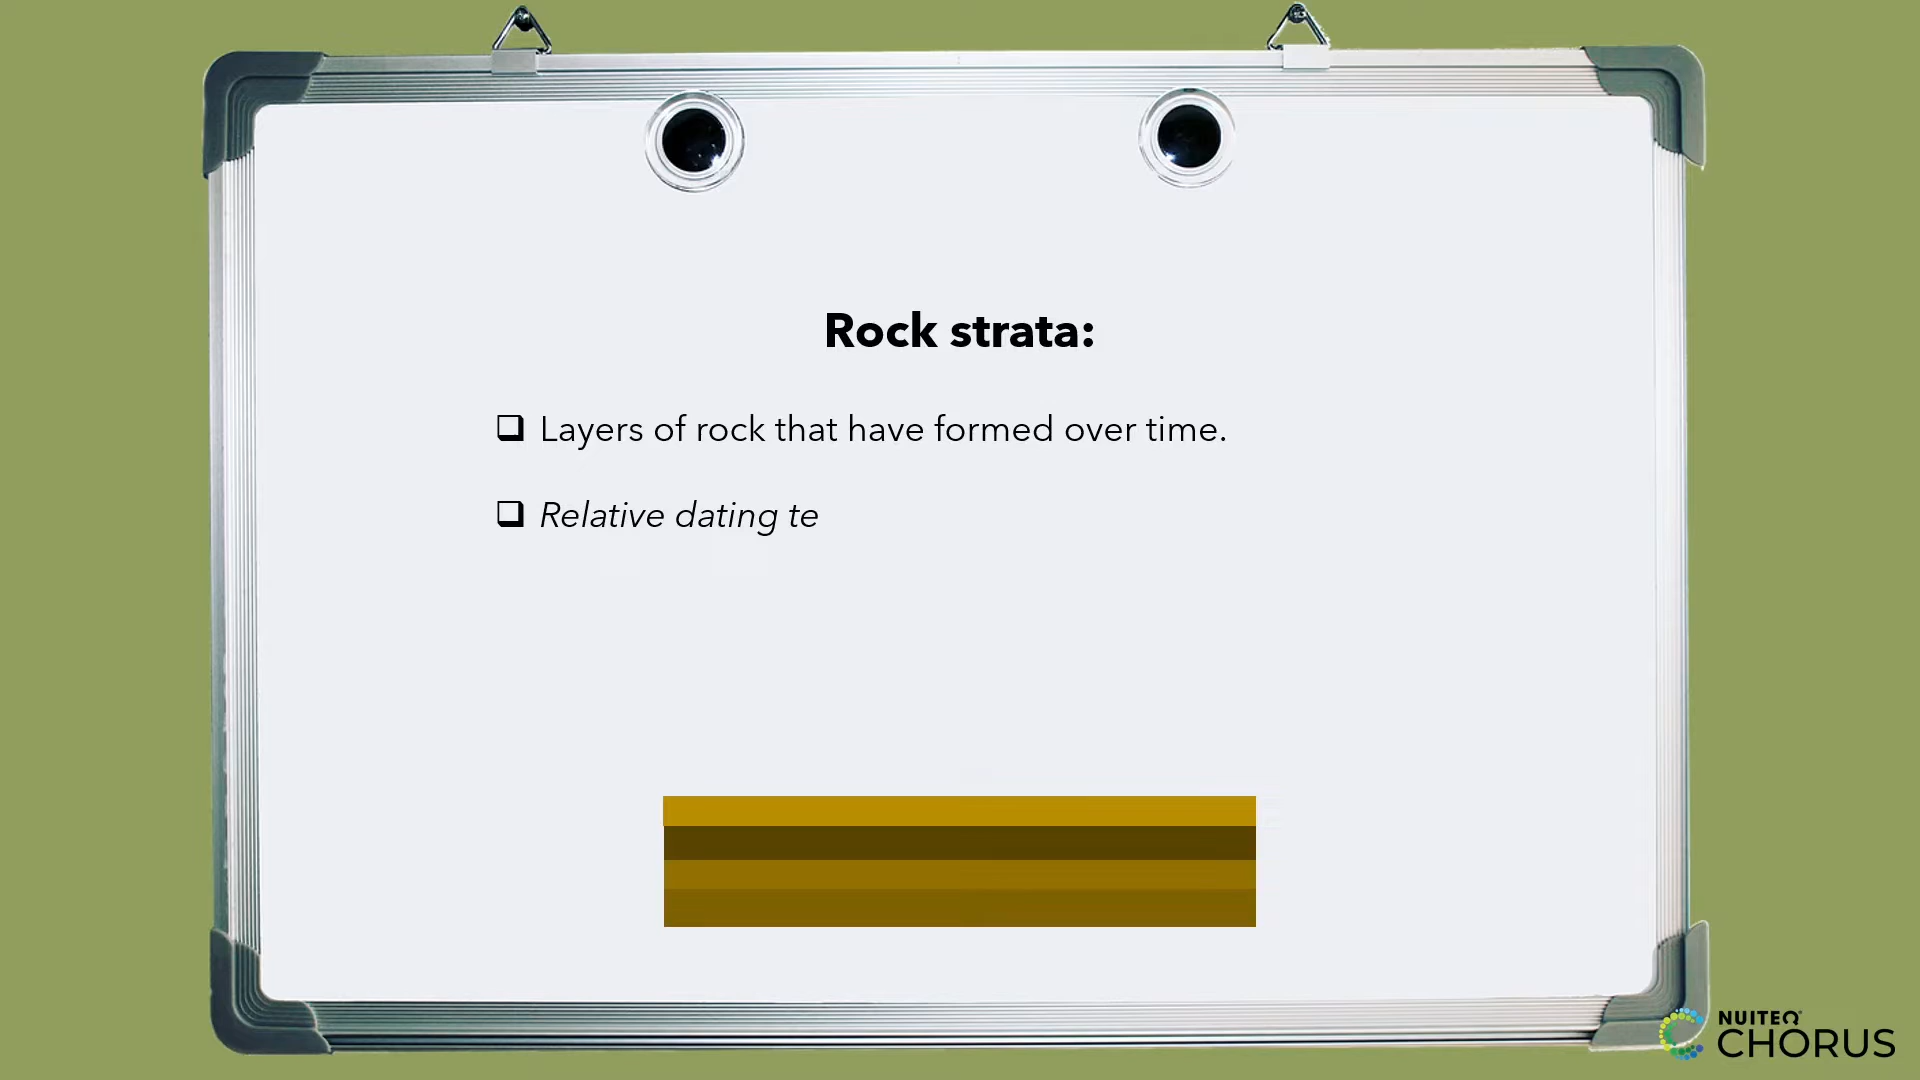 Rock strata:
Layers of rock that have formed over time.
Relative dating te
NUITEQ
CHORUS